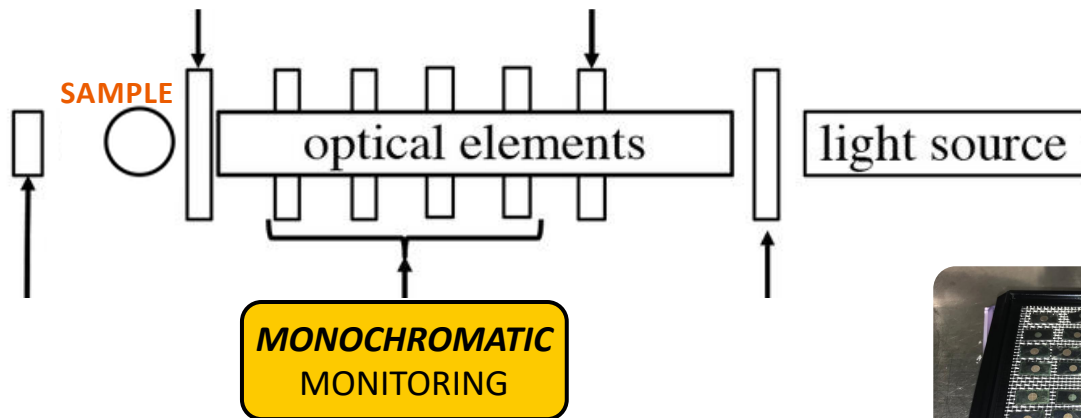 SAMPLE
optical elements
light source
MONOCHROMATIC
MONITORING